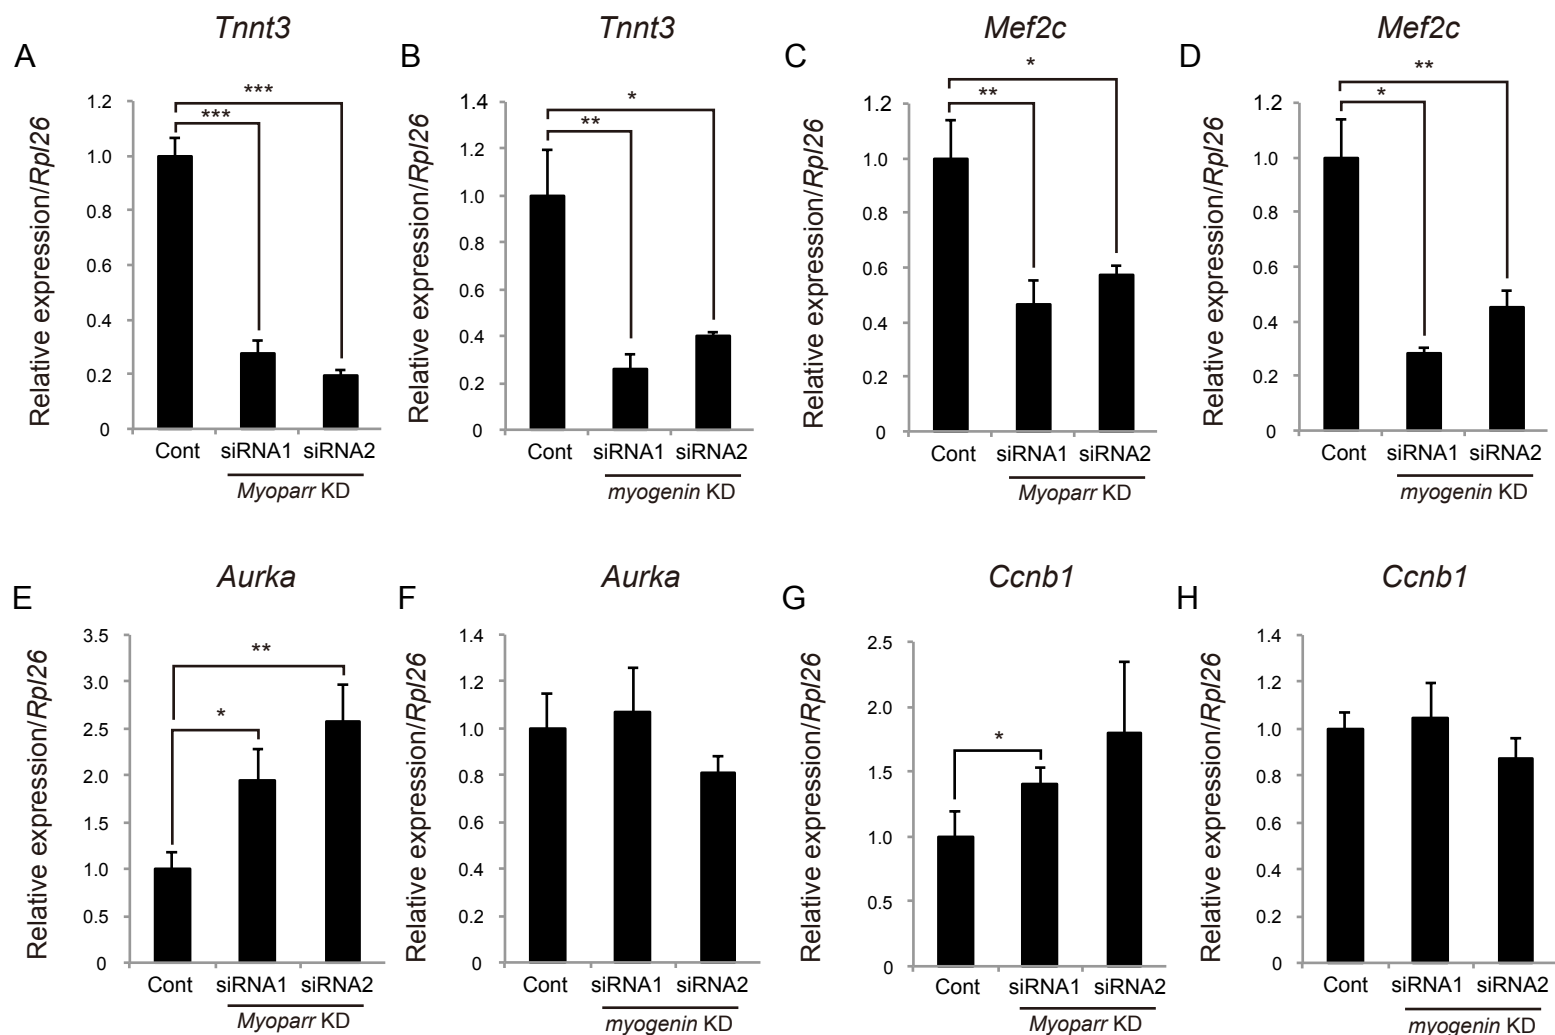 Tnnt3
Tnnt3
Mef2c
Mef2c
A
B
C
D
Relative expression/Rpl26
1.2
1.0
0.8
0.6
0.4
0.2
0
***
***
Cont siRNA1 siRNA2
Myoparr KD
Relative expression/Rpl26
1.4
1.2
1.0
0.8
0.6
0.4
0.2
0
*
**
Cont siRNA1 siRNA2
myogenin KD
Relative expression/Rpl26
1.2
1.0
0.8
0.6
0.4
0.2
0
*
**
Cont siRNA1 siRNA2
Myoparr KD
Relative expression/Rpl26
1.2
1.0
0.8
0.6
0.4
0.2
0
**
*
Cont siRNA1 siRNA2
myogenin KD
Aurka
Aurka
Ccnb1
Ccnb1
E
F
G
H
Relative expression/Rpl26
3.5
3.0
2.5
2.0
1.5
1.0
0.5
0
**
*
Cont siRNA1 siRNA2
Myoparr KD
Relative expression/Rpl26
1.4
1.2
1.0
0.8
0.6
0.4
0.2
0
Cont siRNA1 siRNA2
myogenin KD
Relative expression/Rpl26
2.5
2.0
1.5
1.0
0.5
0
*
Cont siRNA1 siRNA2
Myoparr KD
Relative expression/Rpl26
1.4
1.2
1.0
0.8
0.6
0.4
0.2
0
Cont siRNA1 siRNA2
myogenin KD